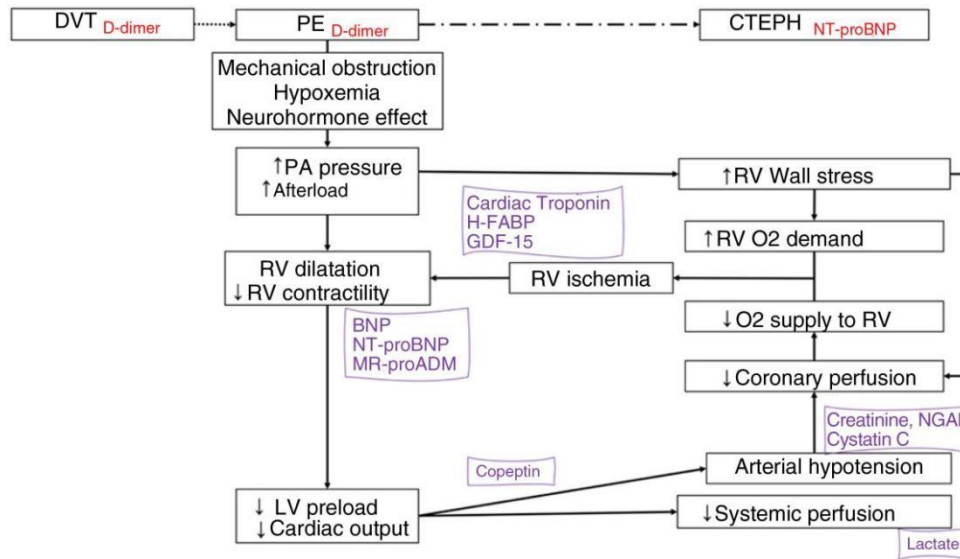 DVT D-dimer
PE D-dimer
CTEPH NT-proBNP
Mechanical obstruction
Hypoxemia
Neurohormone effect
↑PA pressure
↑Afterload
↑RV Wall stress
Cardiac Troponin
H-FABP
GDF-15
↑RV O2 demand
RV dilatation
↓RV contractility
RV ischemia
↓O2 supply to RV
BNP
NT-proBNP
MR-proADM
↓Coronary perfusion
Creatinine,
Cystatin C
Copeptin
Arterial hypotension
↓ LV preload
↓Cardiac output
↓Systemic perfusion
Lactate